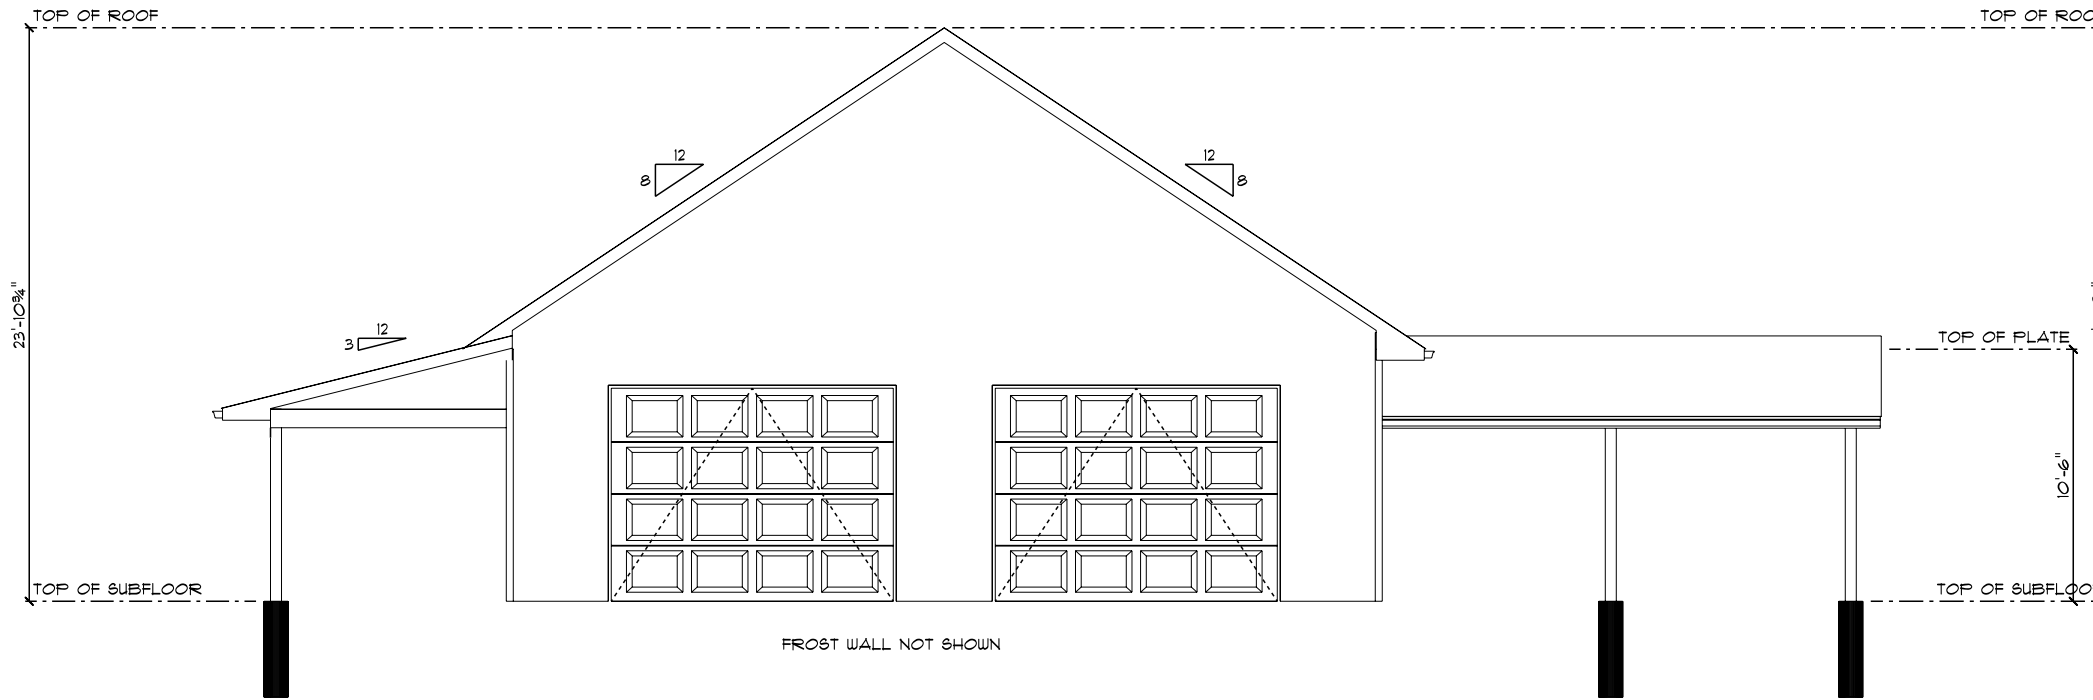 TOP OF ROOF
TOP OF ROO
12
8
12
8
23'-10¾"
12
3
TOP OF PLATE
10'-6"
TOP OF SUBFLOOR
TOP OF SUBFLOO
FROST WALL NOT SHOWN